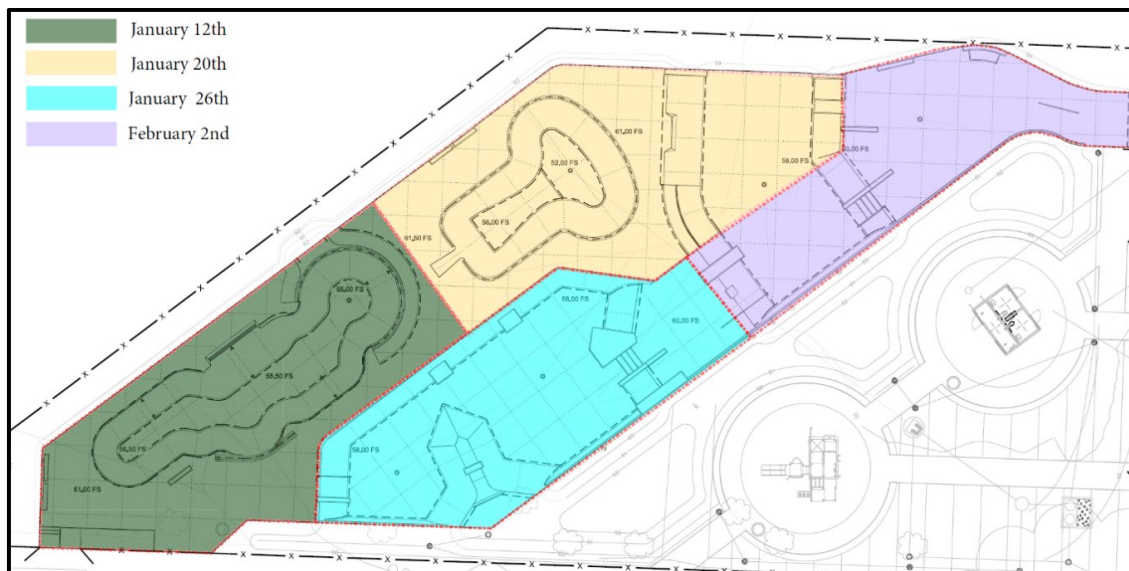 January 12th
January 20th
January 26th
February 2nd
61.00 FS
52.00 FS
58.00 FS
56.00 FS
61.50 FS
55.00 FS
58.00 FS
60.00 FS
55.50 FS
56.50 FS
58.00 FS
61.00 FS